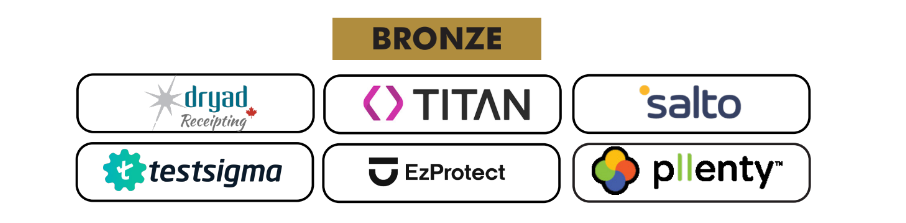 BRONZE
dryad
Receipting
TITAN
salto
testsigma
EzProtect
pllenty™